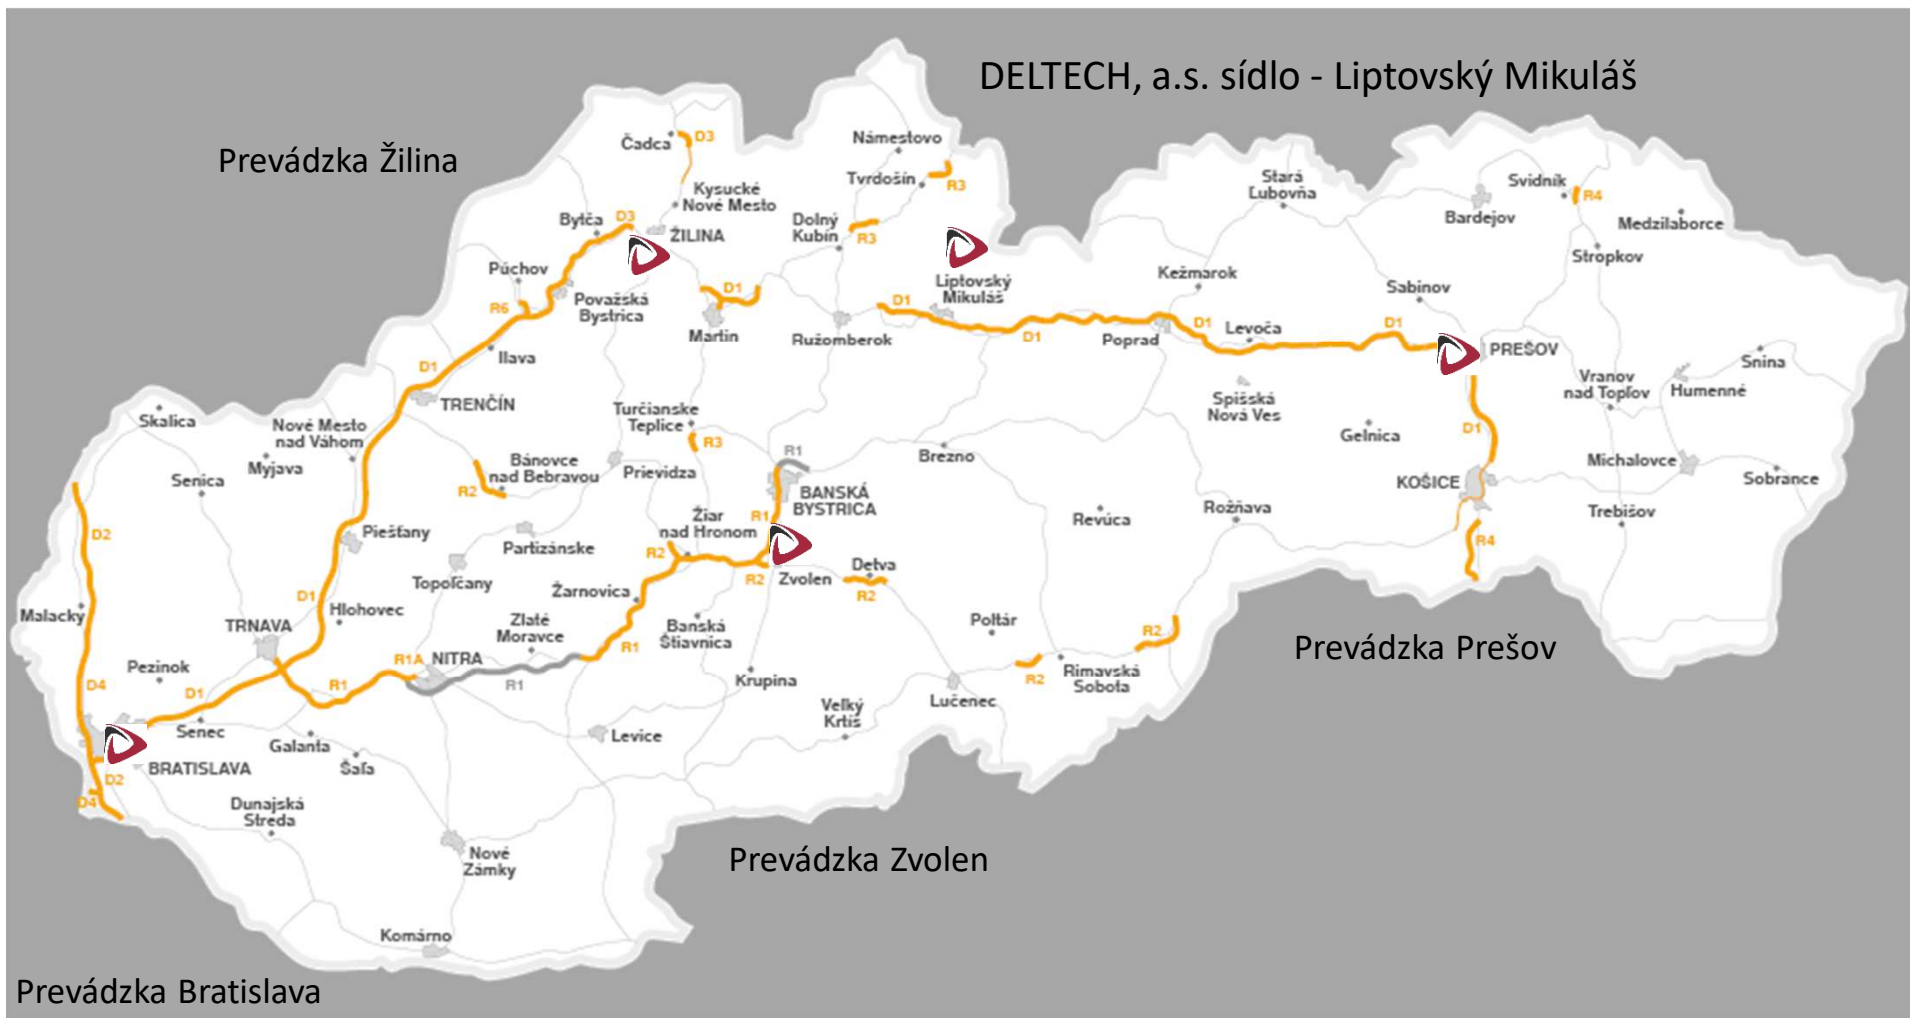 DELTECH, a.s. sídlo - Liptovský Mikuláš
Prevádzka Žilina
Čadca
D3
Námestovo
Tvrdošín
R3
Kysucké
Nové Mesto
Bytča
D3
ŽILINA
Dolný
Kubín
R3
Stará
Ľubovňa
Svidník
R4
Bardejov
Medzilaborce
Stropkov
Púchov
R6
Považská
Bystrica
D1
Martin
Ružomberok
D1
Liptovský
Mikuláš
D1
Kežmarok
Poprad
D1
Levoča
Sabinov
D1
PREŠOV
Snina
Humenné
Vranov
nad Topľov
Ilava
D1
TRENČÍN
Skalica
Nové Mesto
nad Váhom
Myjava
Senica
Turčianske
Teplice
R3
Prievidza
Bánovce
nad Bebravou
R2
R1
BANSKÁ
BYSTRICA
Brezno
Spišská
Nová Ves
Gelnica
D1
KOŠICE
Michalovce
Sobrance
Trebišov
R4
Revúca
Rožňava
D2
Piešťany
Partizánske
Topoľčany
Žiar
nad Hronom
R1
R2
R2
Zvolen
Detva
R2
Malacky
D1
Hlohovec
TRNAVA
Žarnovica
Zlaté
Moravce
R1
Banská
Štiavnica
Poltár
R2
Prevádzka Prešov
Pezinok
D4
D1
R1
R1A
NITRA
R1
Krupina
R2
Rimavská
Sobota
Lučenec
Veľký
Krtíš
Senec
Galanta
Šaľa
Levice
BRATISLAVA
D2
D4
Dunajská
Streda
Nové
Zámky
Prevádzka Zvolen
Komárno
Prevádzka Bratislava